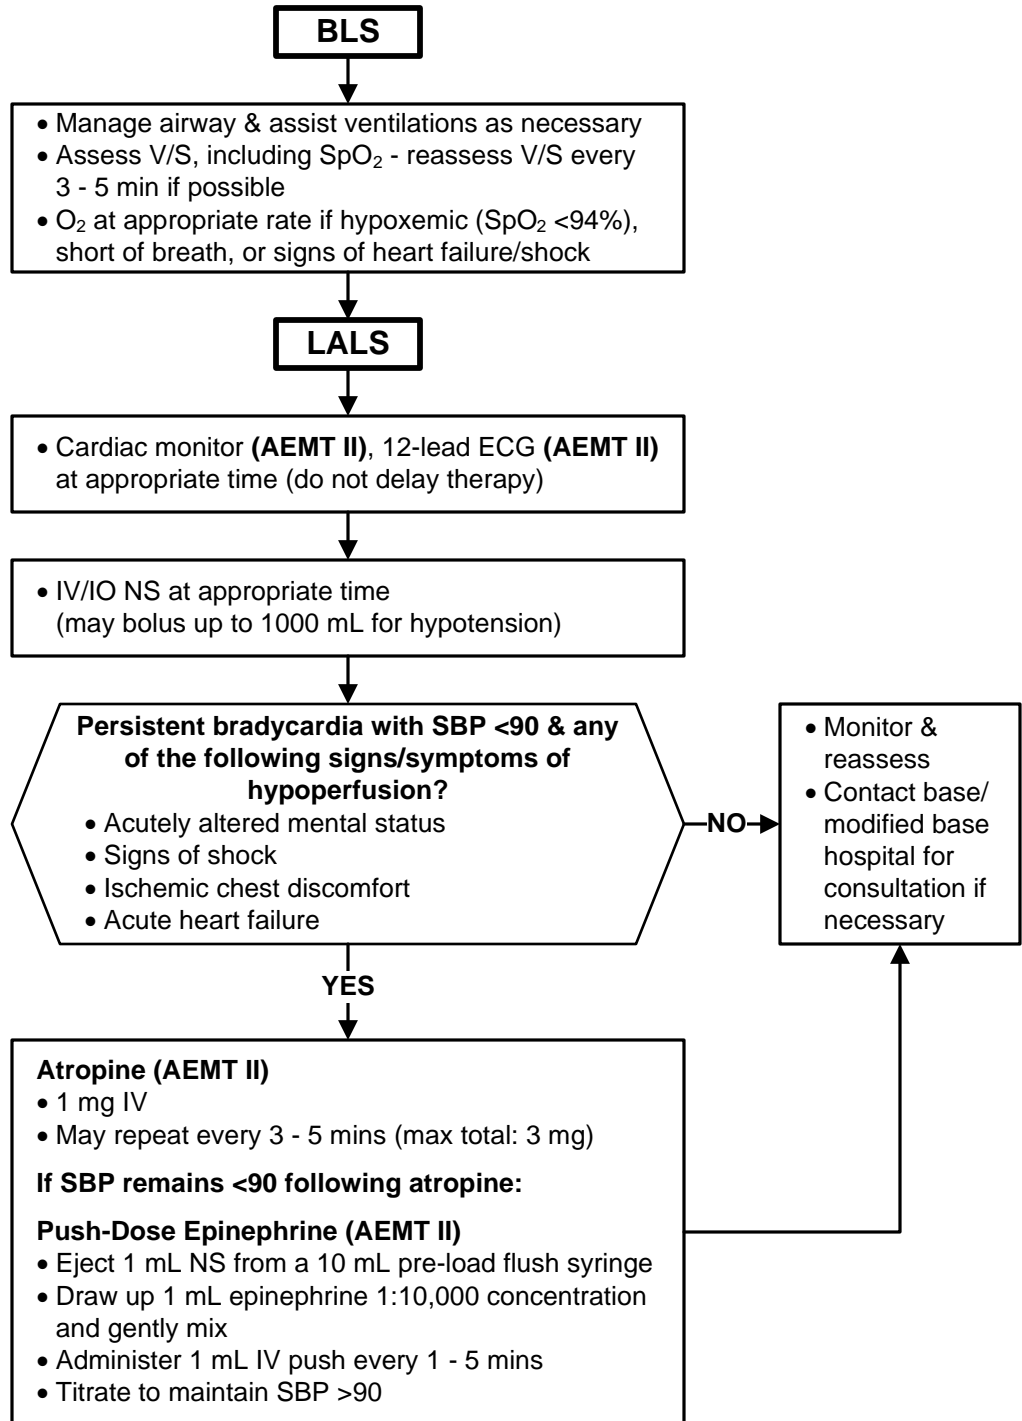 BLS
• Manage airway & assist ventilations as necessary
• Assess V/S, including SpO₂ - reassess V/S every
3 - 5 min if possible
• O₂ at appropriate rate if hypoxemic (SpO₂ <94%),
short of breath, or signs of heart failure/shock
LALS
• Cardiac monitor (AEMT II), 12-lead ECG (AEMT II)
at appropriate time (do not delay therapy)
• IV/IO NS at appropriate time
(may bolus up to 1000 mL for hypotension)
Persistent bradycardia with SBP <90 & any
of the following signs/symptoms of
hypoperfusion?
• Acutely altered mental status
• Signs of shock
• Ischemic chest discomfort
• Acute heart failure
NO
• Monitor &
reassess
• Contact base/
modified base
hospital for
consultation if
necessary
YES
Atropine (AEMT II)
• 1 mg IV
• May repeat every 3 - 5 mins (max total: 3 mg)
If SBP remains <90 following atropine:
Push-Dose Epinephrine (AEMT II)
• Eject 1 mL NS from a 10 mL pre-load flush syringe
• Draw up 1 mL epinephrine 1:10,000 concentration
and gently mix
• Administer 1 mL IV push every 1 - 5 mins
• Titrate to maintain SBP >90